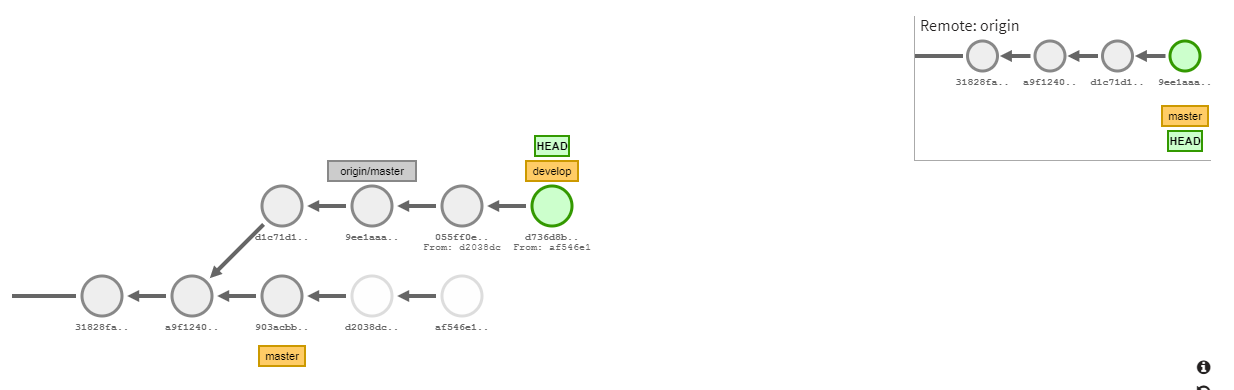 Remote: origin
31828fa.. a9f1240.. d1c71d1.. 9ee1aaa..
master
HEAD
HEAD
origin/master develop
d1c71d1.. 9ee1aaa.. 055ff0e.. d736d8b..
From: d2038dc From: af546e1
31828fa.. a9f1240.. 903acbb.. d2038dc.. af546e1..
master